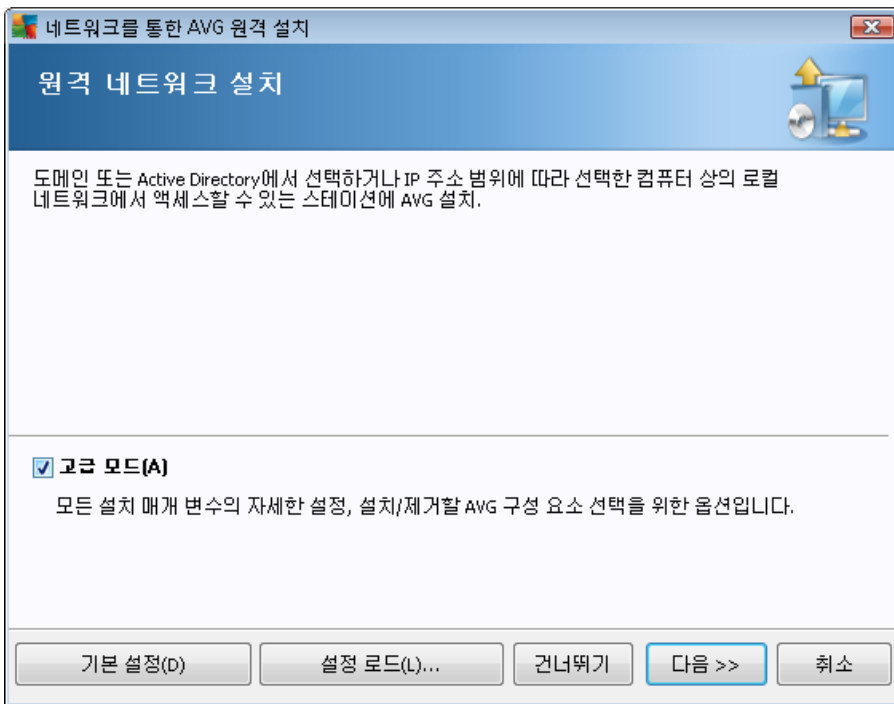 네트워크를 통한 AVG 원격 설치
원격 네트워크 설치
도메인 또는 Active Directory에서 선택하거나 IP 주소 범위에 따라 선택한 컴퓨터 상의 로컬
네트워크에서 액세스할 수 있는 스테이션에 AVG 설치.
고급 모드(A)
모든 설치 매개 변수의 자세한 설정, 설치/제거할 AVG 구성 요소 선택을 위한 옵션입니다.
기본 설정(D) 설정 로드(L)... 건너뛰기 다음 >> 취소